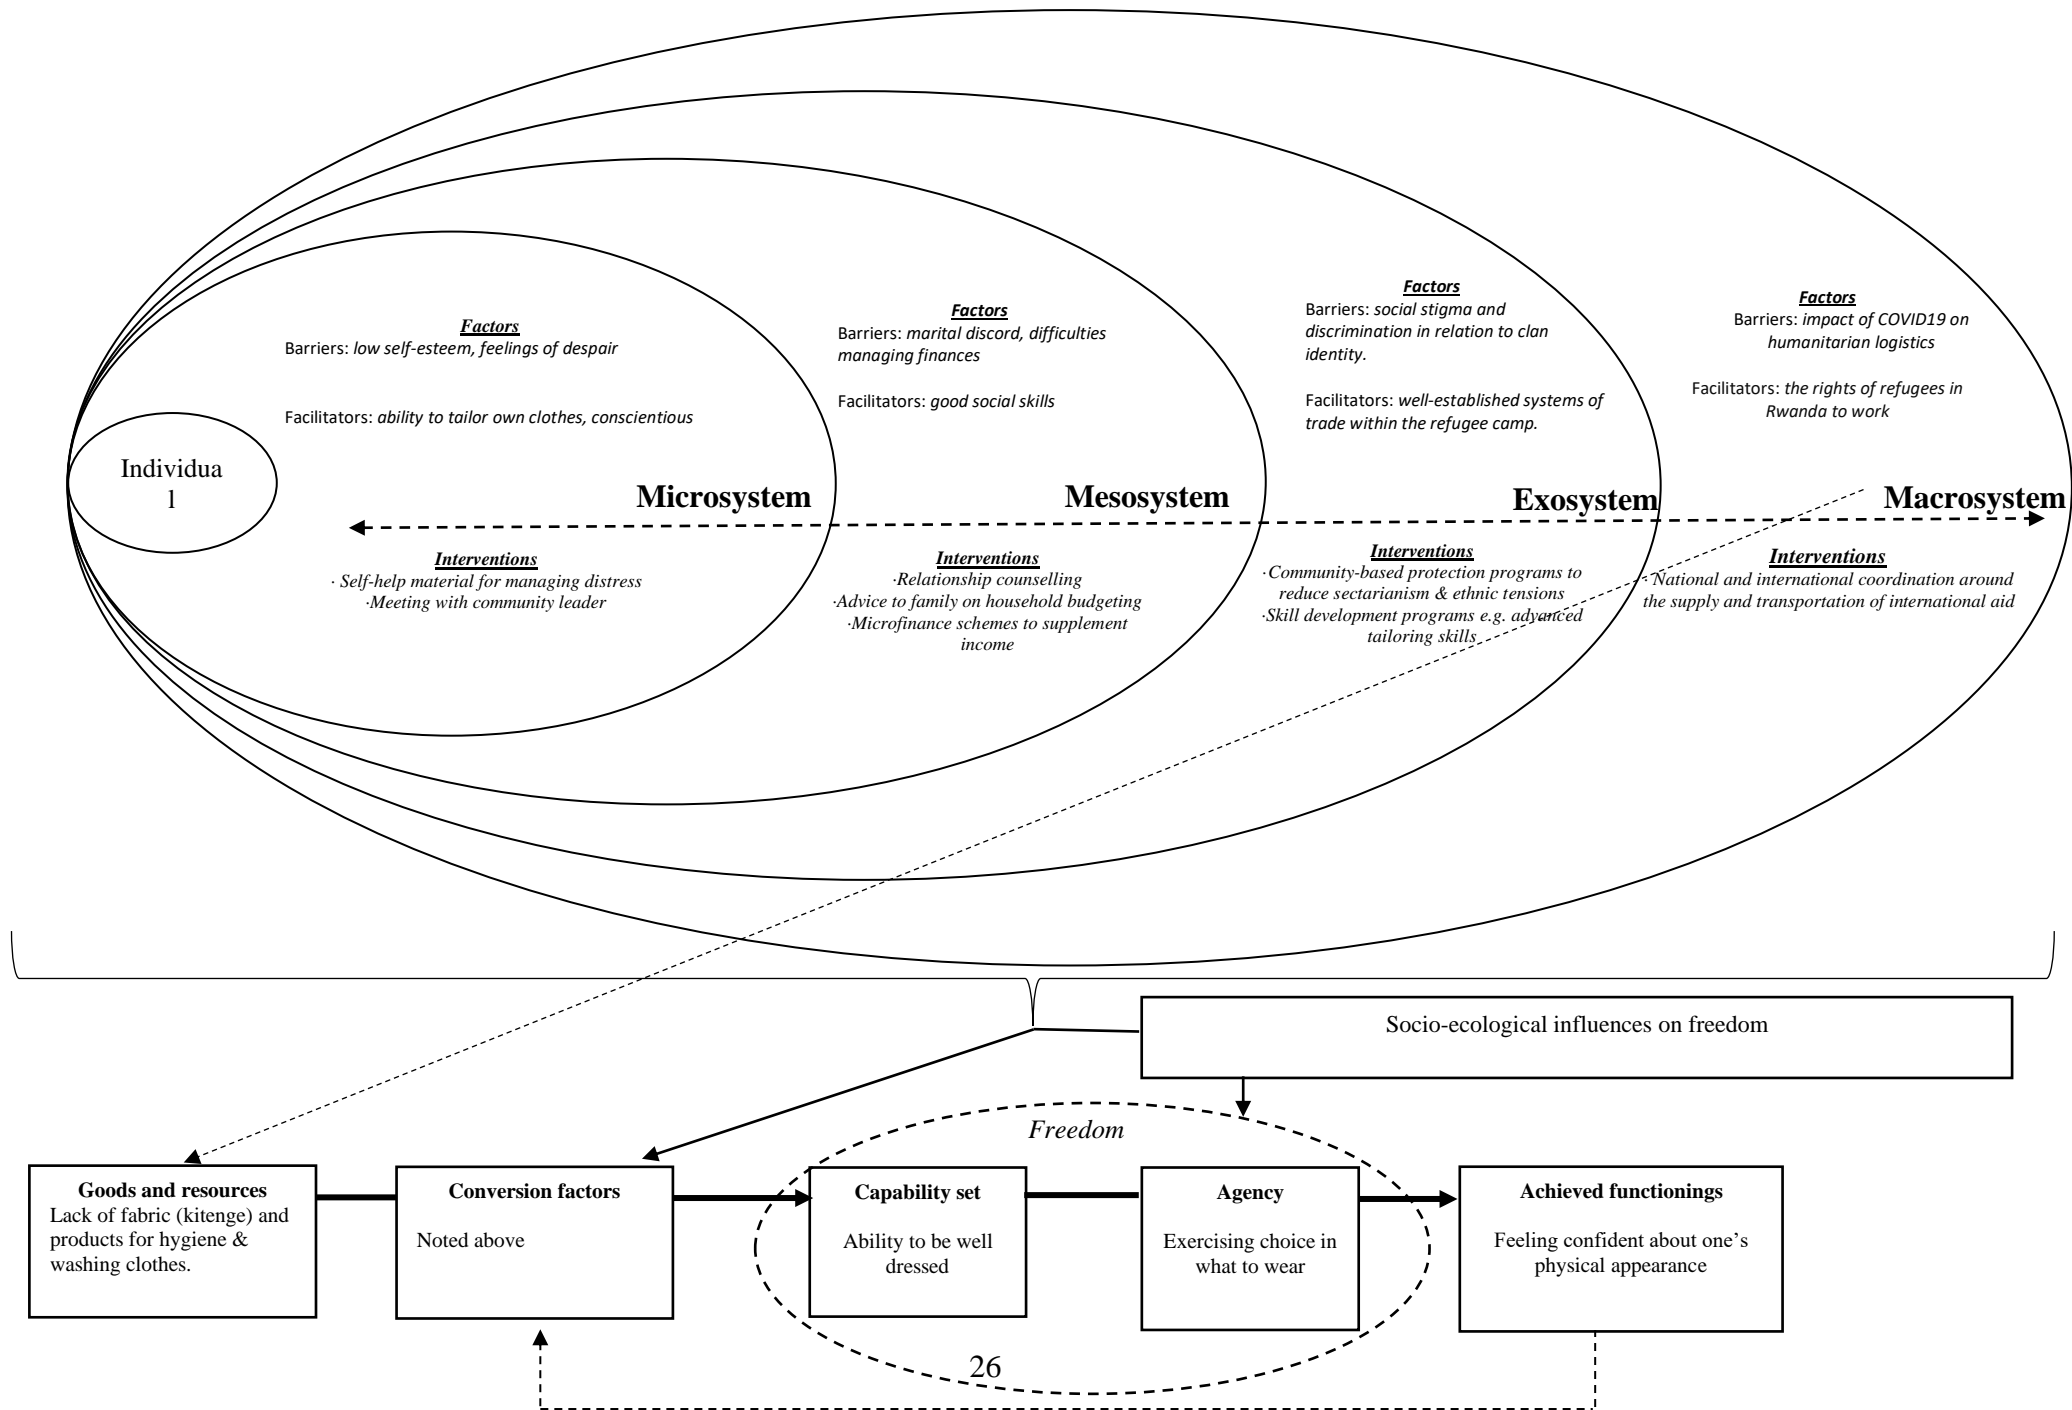 Factors
Barriers: low self-esteem, feelings of despair
Facilitators: ability to tailor own clothes, conscientious
Factors
Barriers: marital discord, difficulties
managing finances
Facilitators: good social skills
Factors
Barriers: social stigma and
discrimination in relation to clan
identity.
Facilitators: well-established systems of
trade within the refugee camp.
Factors
Barriers: impact of COVID19 on
humanitarian logistics
Facilitators: the rights of refugees in
Rwanda to work
Individua
l
Microsystem
Mesosystem
Exosystem
Macrosystem
Interventions
· Self-help material for managing distress
·Meeting with community leader
Interventions
·Relationship counselling
·Advice to family on household budgeting
·Microfinance schemes to supplement
income
Interventions
·Community-based protection programs to
reduce sectarianism & ethnic tensions
·Skill development programs e.g. advanced
tailoring skills
Interventions
·National and international coordination around
the supply and transportation of international aid
Socio-ecological influences on freedom
Freedom
Goods and resources
Lack of fabric (kitenge) and
products for hygiene &
washing clothes.
Conversion factors
Noted above
Capability set
Ability to be well
dressed
Agency
Exercising choice in
what to wear
Achieved functionings
Feeling confident about one's
physical appearance
26